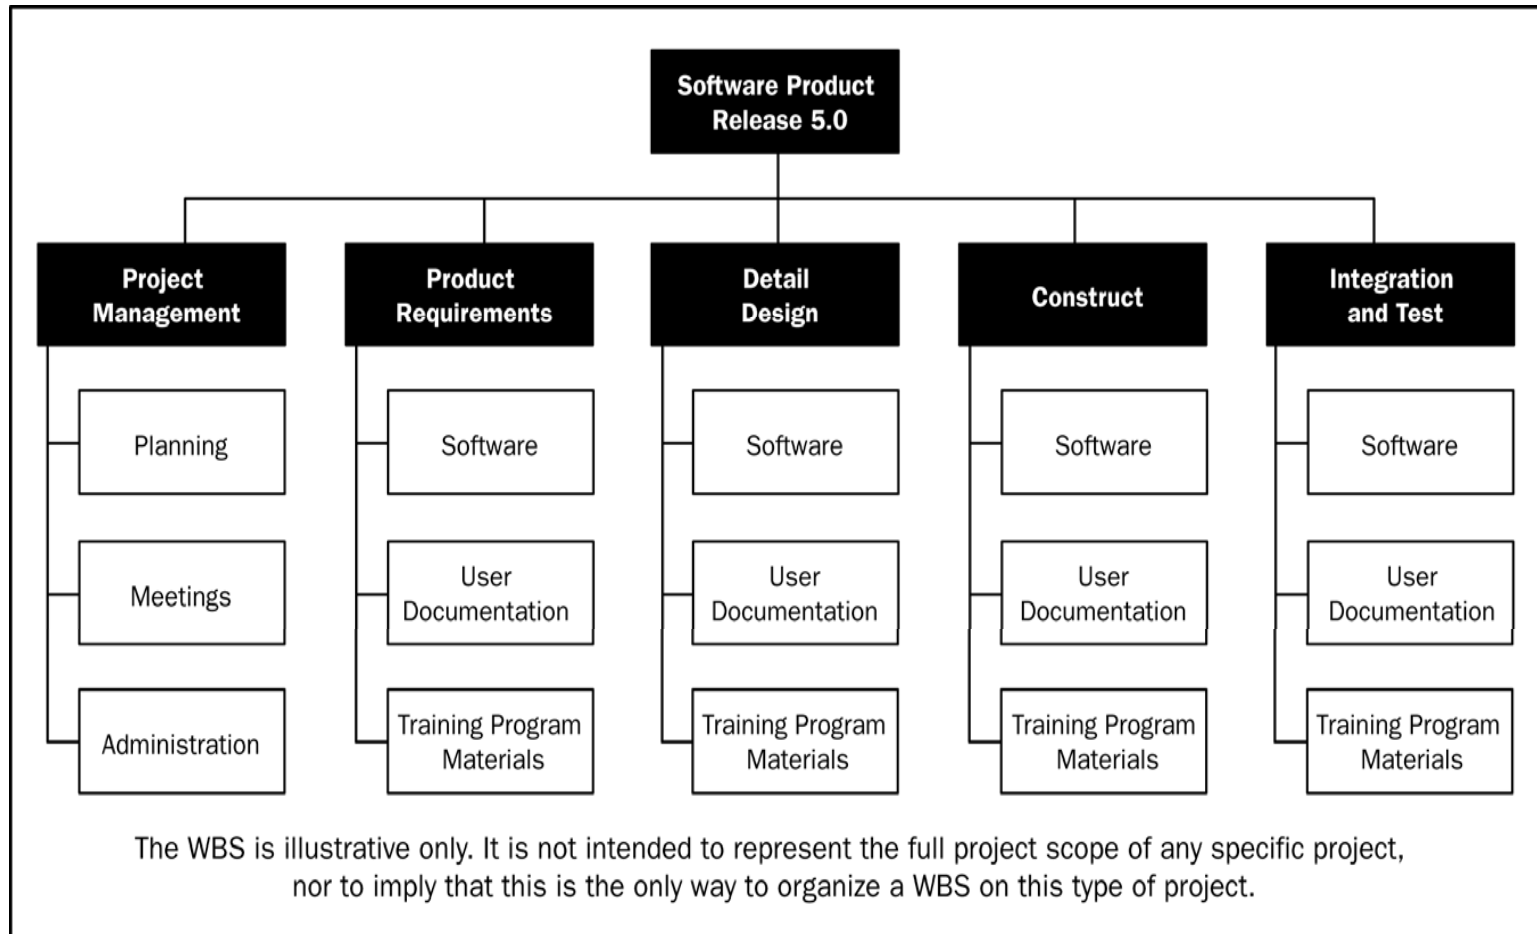 Software Product
Release 5.0
Project
Management
Product
Requirements
Detail
Design
Construct
Integration
and Test
Planning
Software
Software
Software
Software
Meetings
User
Documentation
User
Documentation
User
Documentation
User
Documentation
Administration
Training Program
Materials
Training Program
Materials
Training Program
Materials
Training Program
Materials
The WBS is illustrative only. It is not intended to represent the full project scope of any specific project,
nor to imply that this is the only way to organize a WBS on this type of project.